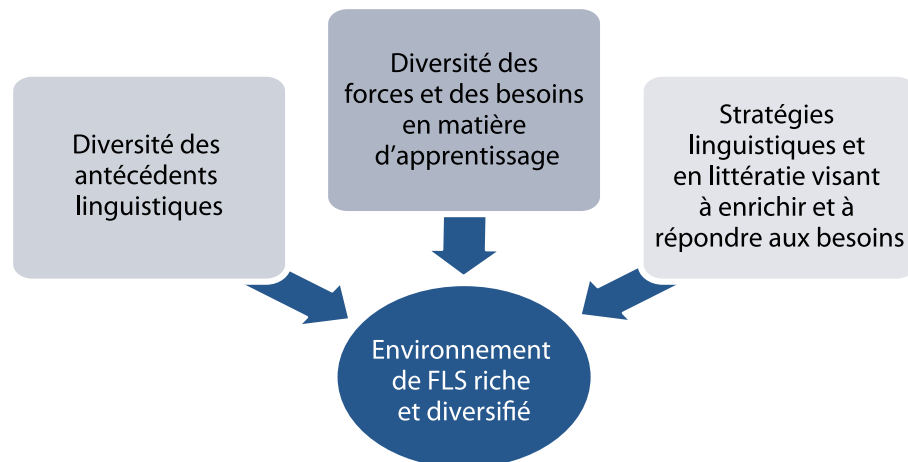 Diversité des
antécédents
linguistiques
Diversité des
forces et des besoins
en matière
d’apprentissage
Stratégies
linguistiques et
en littératie visant
à enrichir et à
répondre aux besoins
Environnement
de FLS riche
et diversifié